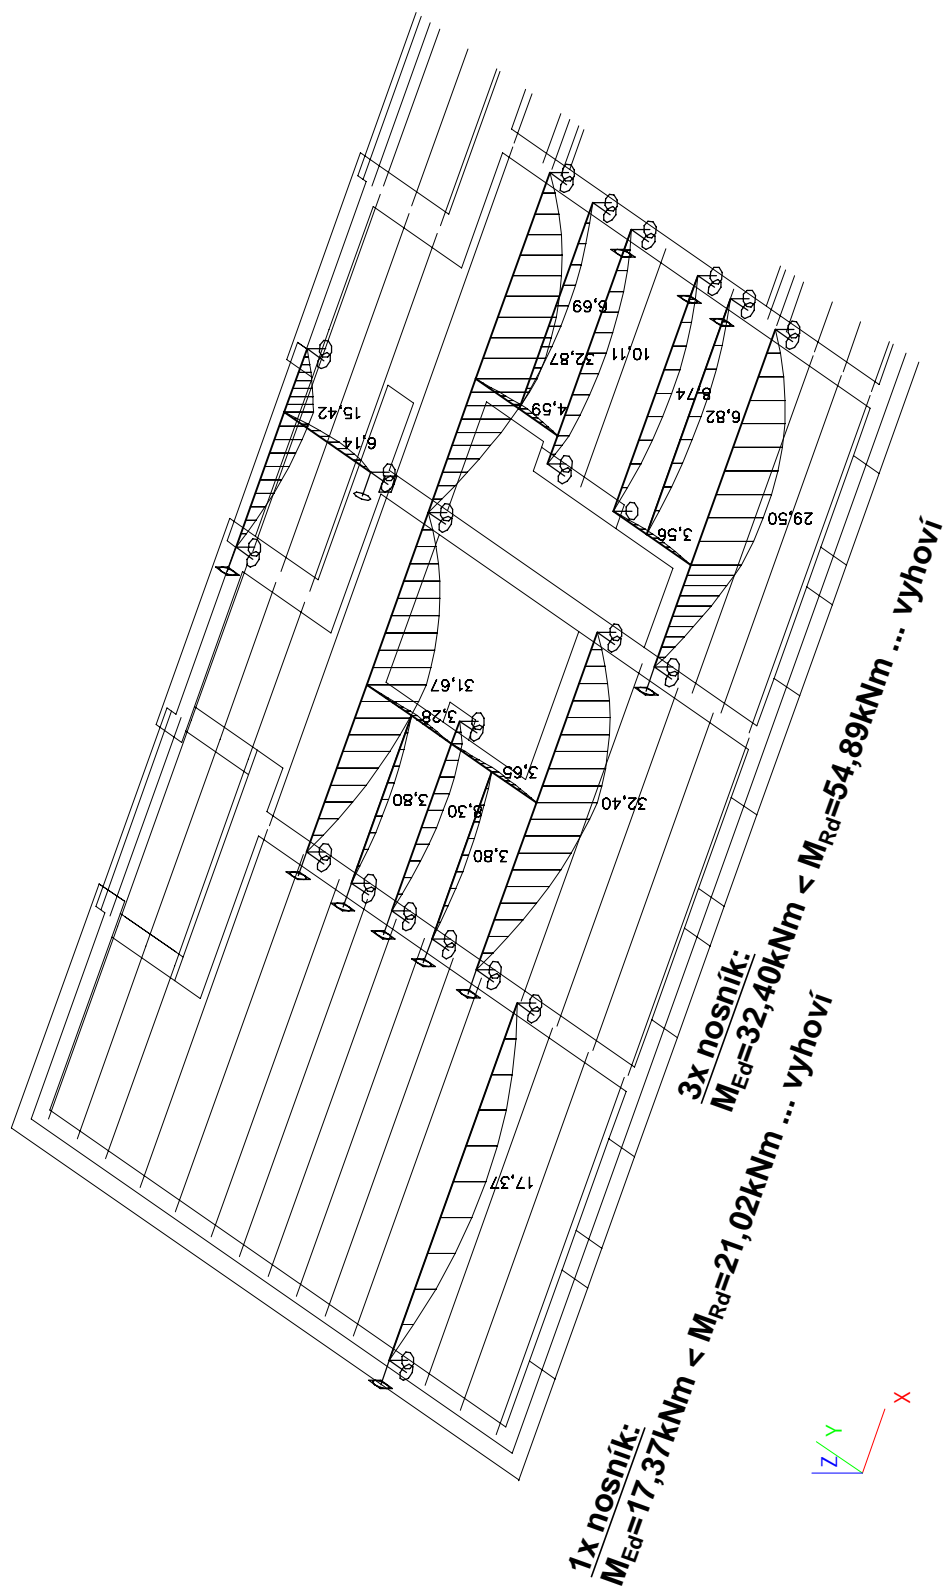 15,42
6,14
6,69
32,87
10,11
4,59
8,74
6,82
3,56
29,50
31,67
3,28
3,65
3,80
8,30
3,80
32,40
17,37
3x nosník:
MEd=32,40kNm < MRd=54,89kNm ... vyhoví
1x nosník:
MEd=17,37kNm < MRd=21,02kNm ... vyhoví
Z
Y
X